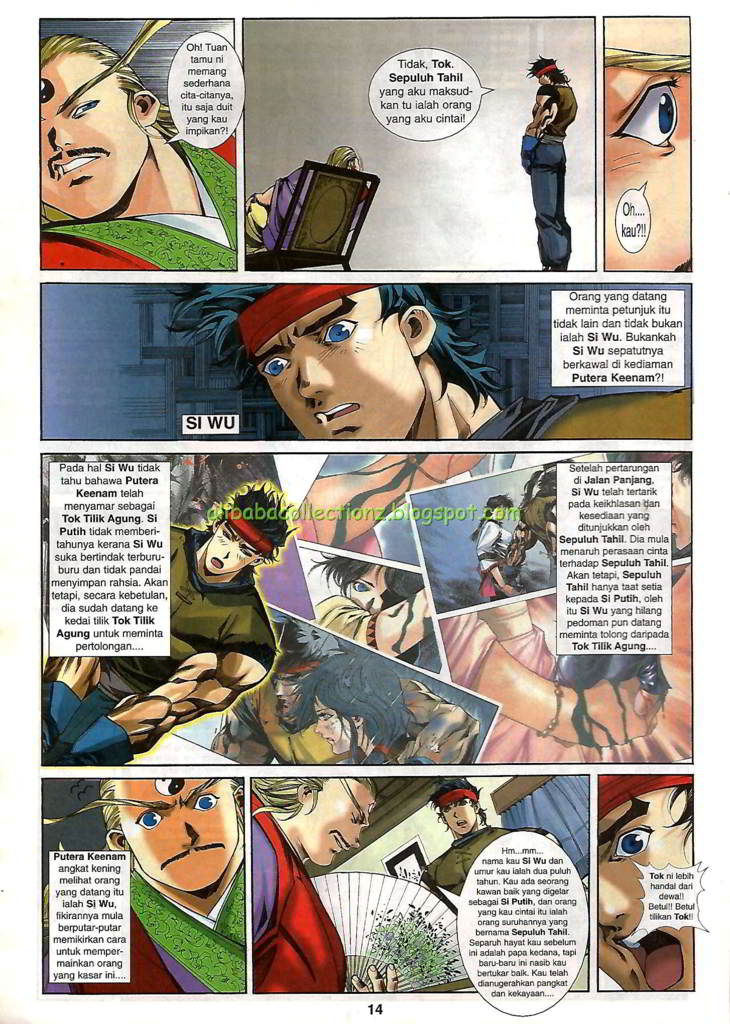 Oh! Tuan
tamu ni
memang
sederhana
cita-citanya,
itu saja duit
yang kau
impikan?!
Tidak, Tok.
Sepuluh Tahil
yang aku maksud-
kan tu ialah orang
yang aku cintai!
Oh....
kau?!!
Orang yang datang
meminta petunjuk itu
tidak lain dan tidak bukan
ialah Si Wu. Bukankah
Si Wu sepatutnya
berkawal di kediaman
Putera Keenam?!
SI WU
Pada hal Si Wu tidak
tahu bahawa Putera
Keenam telah
menyamar sebagai
Tok Tilik Agung. Si
Putih tidak memberi-
tahunya kerana Si Wu
suka bertindak terburu-
buru dan tidak pandai
menyimpan rahsia. Akan
tetapi, secara kebetulan,
dia sudah datang ke
kedai tilik Tok Tilik
Agung untuk meminta
pertolongan....
alibabacollectionz.blogspot.com
Setelah pertarungan
di Jalan Panjang,
Si Wu telah tertarik
pada keikhlasan dan
kesediaan yang
ditunjukkan oleh
Sepuluh Tahil. Dia mula
menaruh perasaan cinta
terhadap Sepuluh Tahil.
Akan tetapi, Sepuluh
Tahil hanya taat setia
kepada Si Putih, oleh
itu Si Wu yang hilang
pedoman pun datang
meminta tolong daripada
Tok Tilik Agung....
Putera Keenam
angkat kening
melihat orang
yang datang itu
ialah Si Wu,
fikirannya mula
berputar-putar
memikirkan cara
untuk memper-
mainkan orang
yang kasar ini....
Hm...mm...
nama kau Si Wu dan
umur kau ialah dua puluh
tahun. Kau ada seorang
kawan baik yang digelar
sebagai Si Putih, dan orang
yang kau cintai itu ialah
orang suruhannya yang
bernama Sepuluh Tahil.
Separuh hayat kau sebelum
ini adalah papa kedana, tapi
baru-baru ini nasib kau
bertukar baik. Kau telah
dianugerahkan pangkat
dan kekayaan....
Tok ni lebih
handal dari
dewa!!
Betul!! Betul
tilikan Tok!!
14